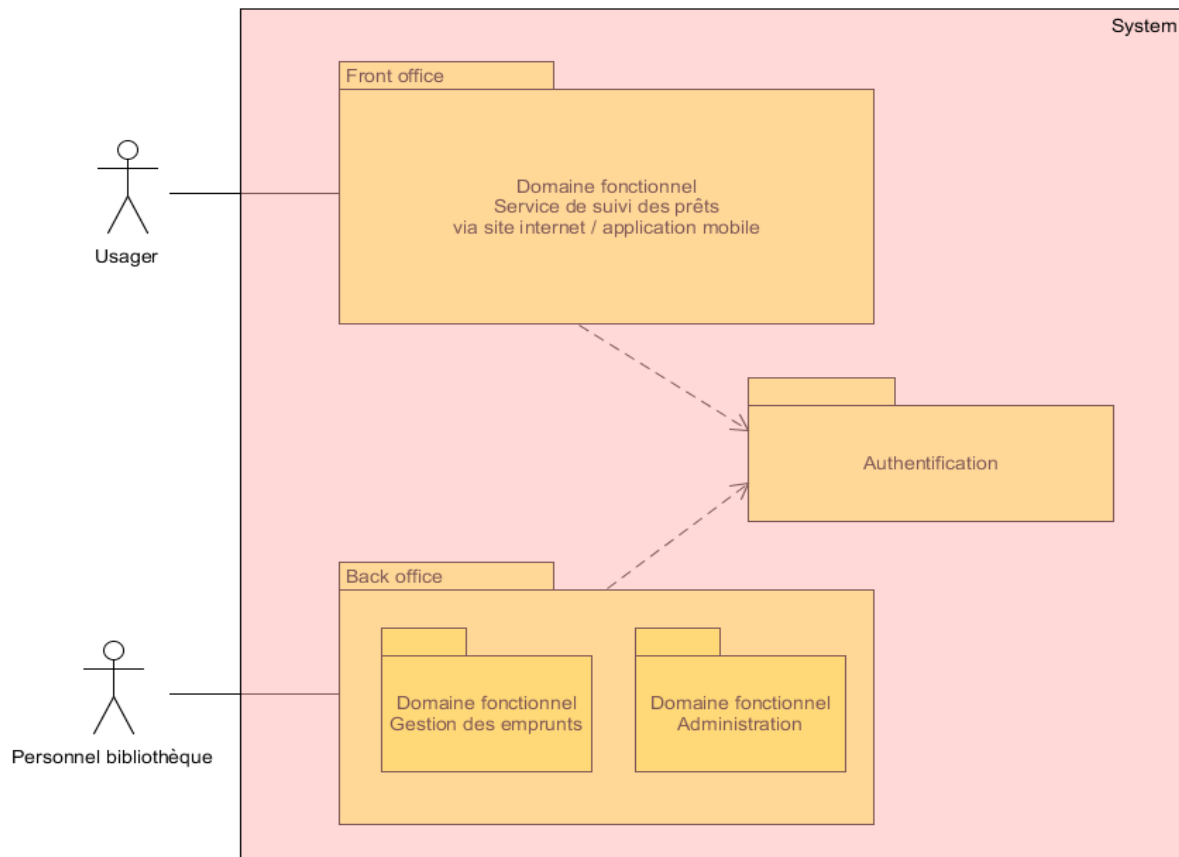 System
Front office
Domaine fonctionnel
Service de suivi des prêts
via site internet / application mobile
Usager
Authentification
Back office
Domaine fonctionnel
Gestion des emprunts
Domaine fonctionnel
Administration
Personnel bibliothèque